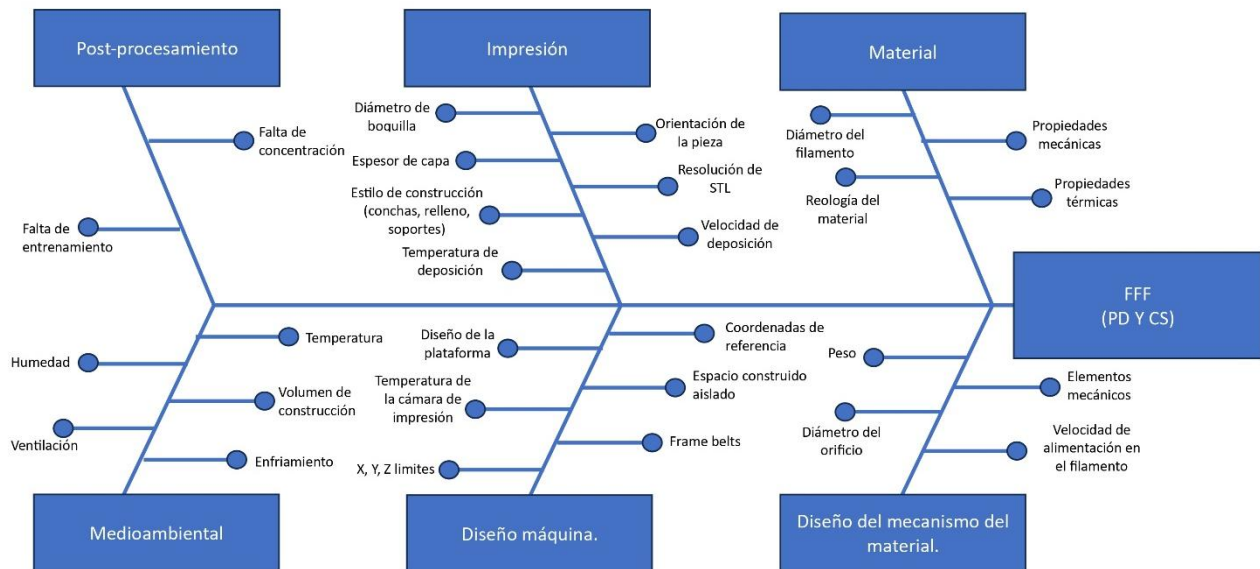 Post-procesamiento
Impresión
Material
Diámetro de
boquilla
Orientación de
la pieza
Espesor de capa
Resolución de
STL
Estilo de construcción
(conchas, relleno,
soportes)
Velocidad de
deposición
Temperatura de
deposición
Falta de
concentración
Falta de
entrenamiento
Diámetro del
filamento
Propiedades
mecánicas
Reología del
material
Propiedades
térmicas
FFF
(PD Y CS)
Temperatura
Humedad
Volumen de
construcción
Ventilación
Enfriamiento
Diseño de la
plataforma
Coordenadas de
referencia
Temperatura de
la cámara de
impresión
Espacio construido
aislado
Frame belts
X, Y, Z limites
Peso
Elementos
mecánicos
Diámetro del
orificio
Velocidad de
alimentación en
el filamento
Medioambiental
Diseño máquina.
Diseño del mecanismo del
material.